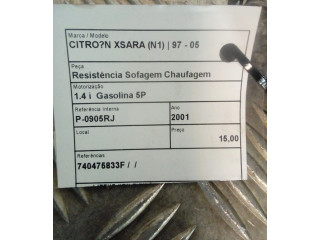 Marca / Modelo
CITRO?N XSARA (N1) | 97 - 05
Peça
Resistência Sofagem Chaufagem
Motorização
1.4 i Gasolina 5P
Referência Interna Ano
P-0905RJ 2001
Local Preço
15,00
Referências
740475833F / /